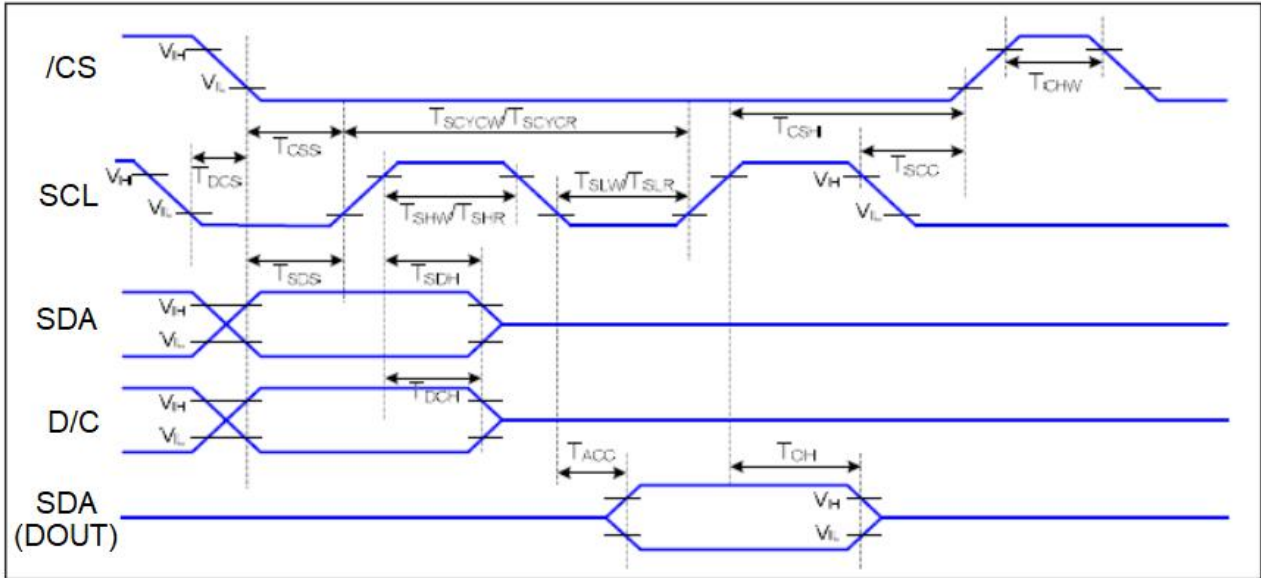 /CS
VIH
VIL
TCHW
TSCYCW/TSCYCR
TCSS
TCSH
TDCS
TSCC
SCL
VIH
VIL
TSHW/TSHR
TSLW/TSLR
VIH
VIL
TSDS
TSDH
SDA
VIH
VIL
TDCH
D/C
VIH
VIL
TACC
TOH
SDA
(DOUT)
VIH
VIL